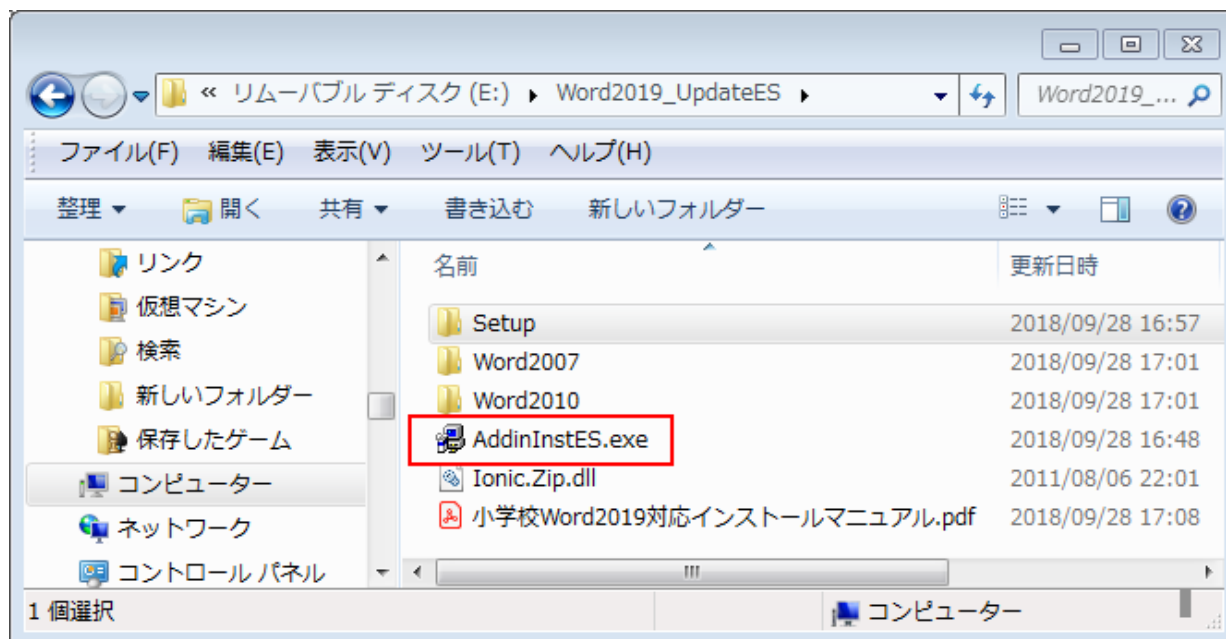 « リムーバブル ディスク (E:) ▸ Word2019_UpdateES ▸ Word2019_...
ファイル(F) 編集(E) 表示(V) ツール(T) ヘルプ(H)
整理 ▼ 開く 共有 ▼ 書き込む 新しいフォルダー
リンク
仮想マシン
検索
新しいフォルダー
保存したゲーム
コンピューター
ネットワーク
コントロール パネル
名前 更新日時
Setup 2018/09/28 16:57
Word2007 2018/09/28 17:01
Word2010 2018/09/28 17:01
AddinInstES.exe 2018/09/28 16:48
Ionic.Zip.dll 2011/08/06 22:01
小学校Word2019対応インストールマニュアル.pdf 2018/09/28 17:08
1 個選択 コンピューター